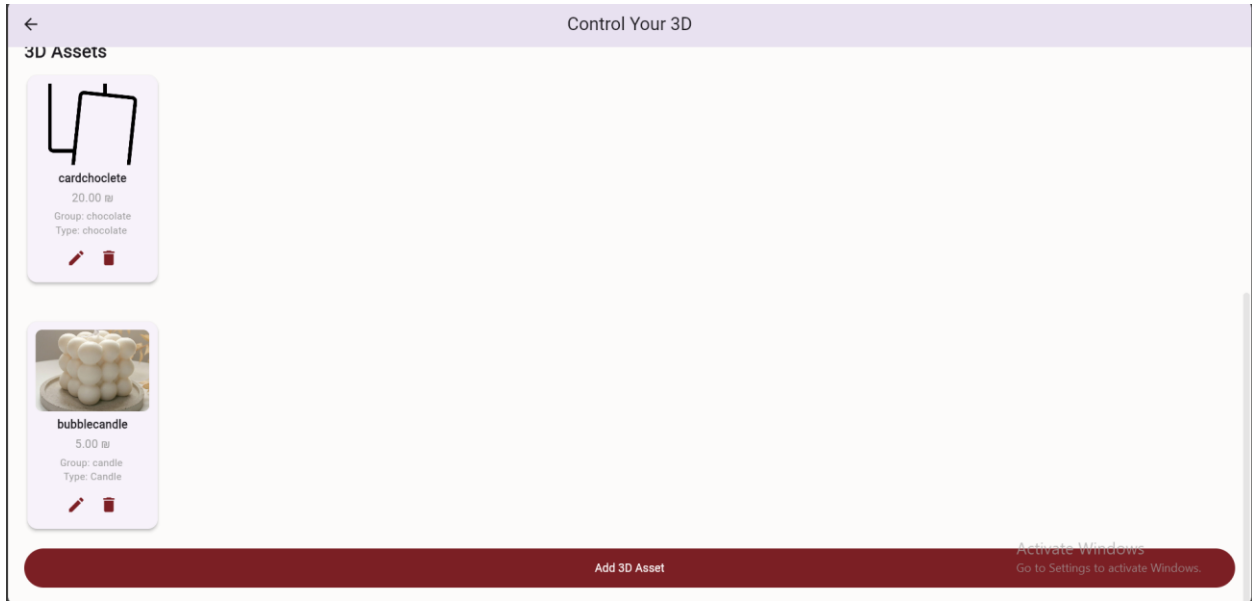 Control Your 3D
3D Assets
cardchoclete
20.00 ₪
Group: chocolate
Type: chocolate
bubblecandle
5.00 ₪
Group: candle
Type: Candle
Add 3D Asset
Activate Windows
Go to Settings to activate Windows.